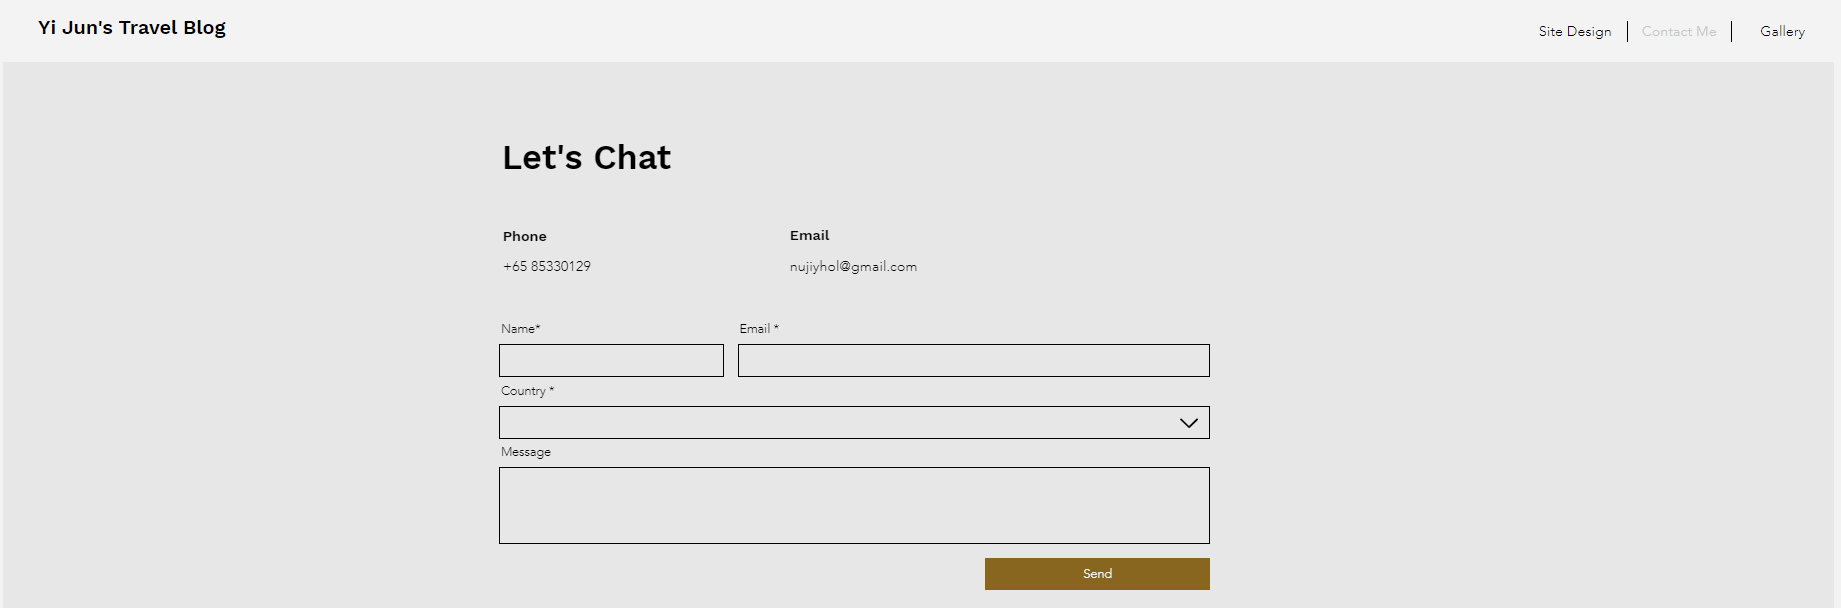 Yi Jun's Travel Blog
Site Design
Contact Me
Gallery
Let's Chat
Phone
Email
+65 85330129
nujiyhol@gmail.com
Name*
Email *
Country *
Message
Send